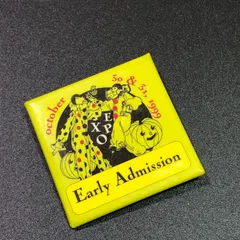 october 30 & 31, 1999
EXPO
Early Admission